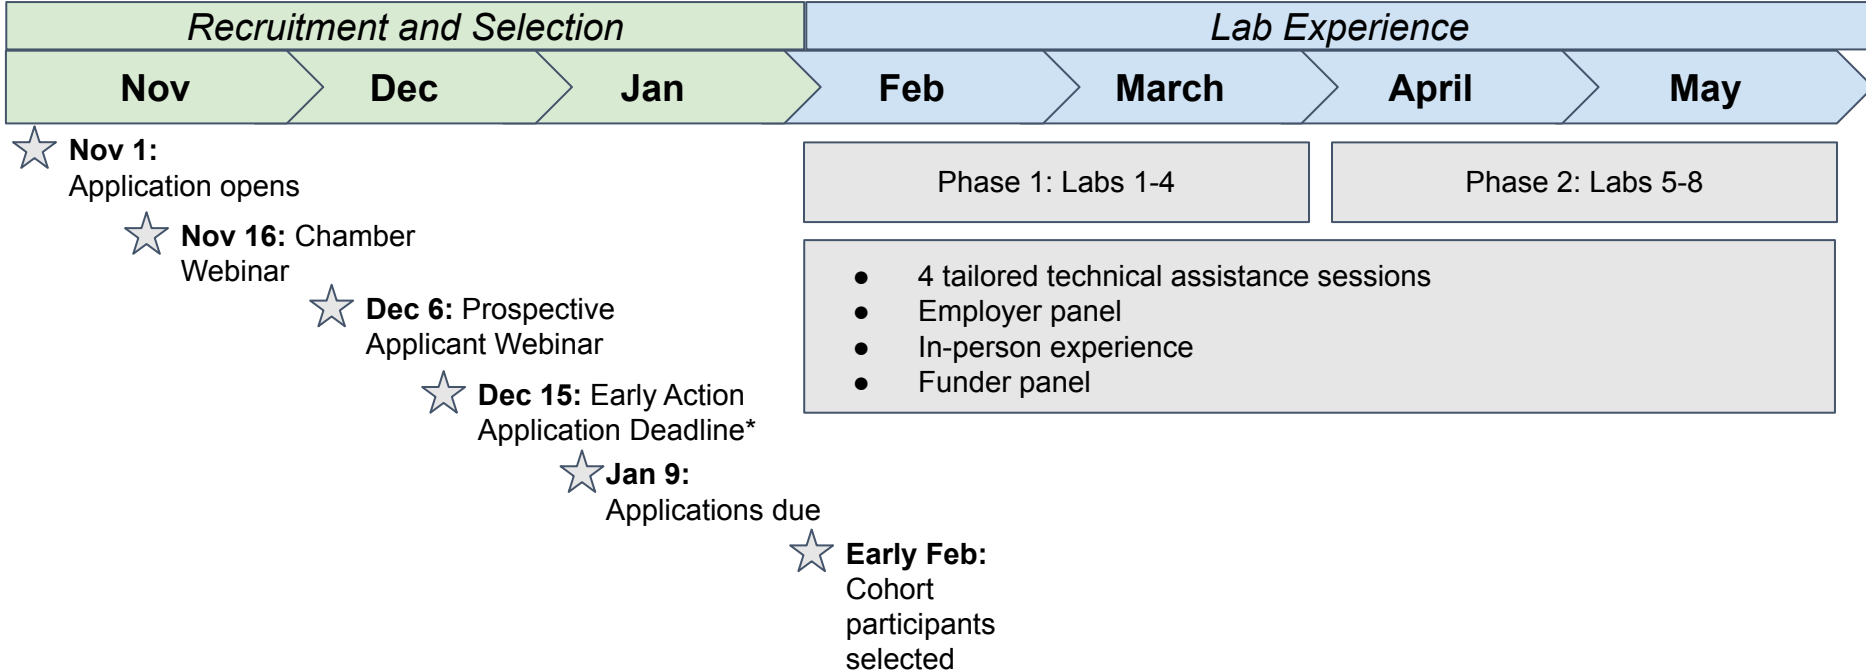 Recruitment and Selection
Lab Experience
Nov
Dec
Jan
Feb
March
April
May
Nov 1:
Application opens
Nov 16: Chamber
Webinar
Dec 6: Prospective
Applicant Webinar
Dec 15: Early Action
Application Deadline*
Jan 9:
Applications due
Early Feb:
Cohort
participants
selected
Phase 1: Labs 1-4
Phase 2: Labs 5-8
● 4 tailored technical assistance sessions
● Employer panel
● In-person experience
● Funder panel